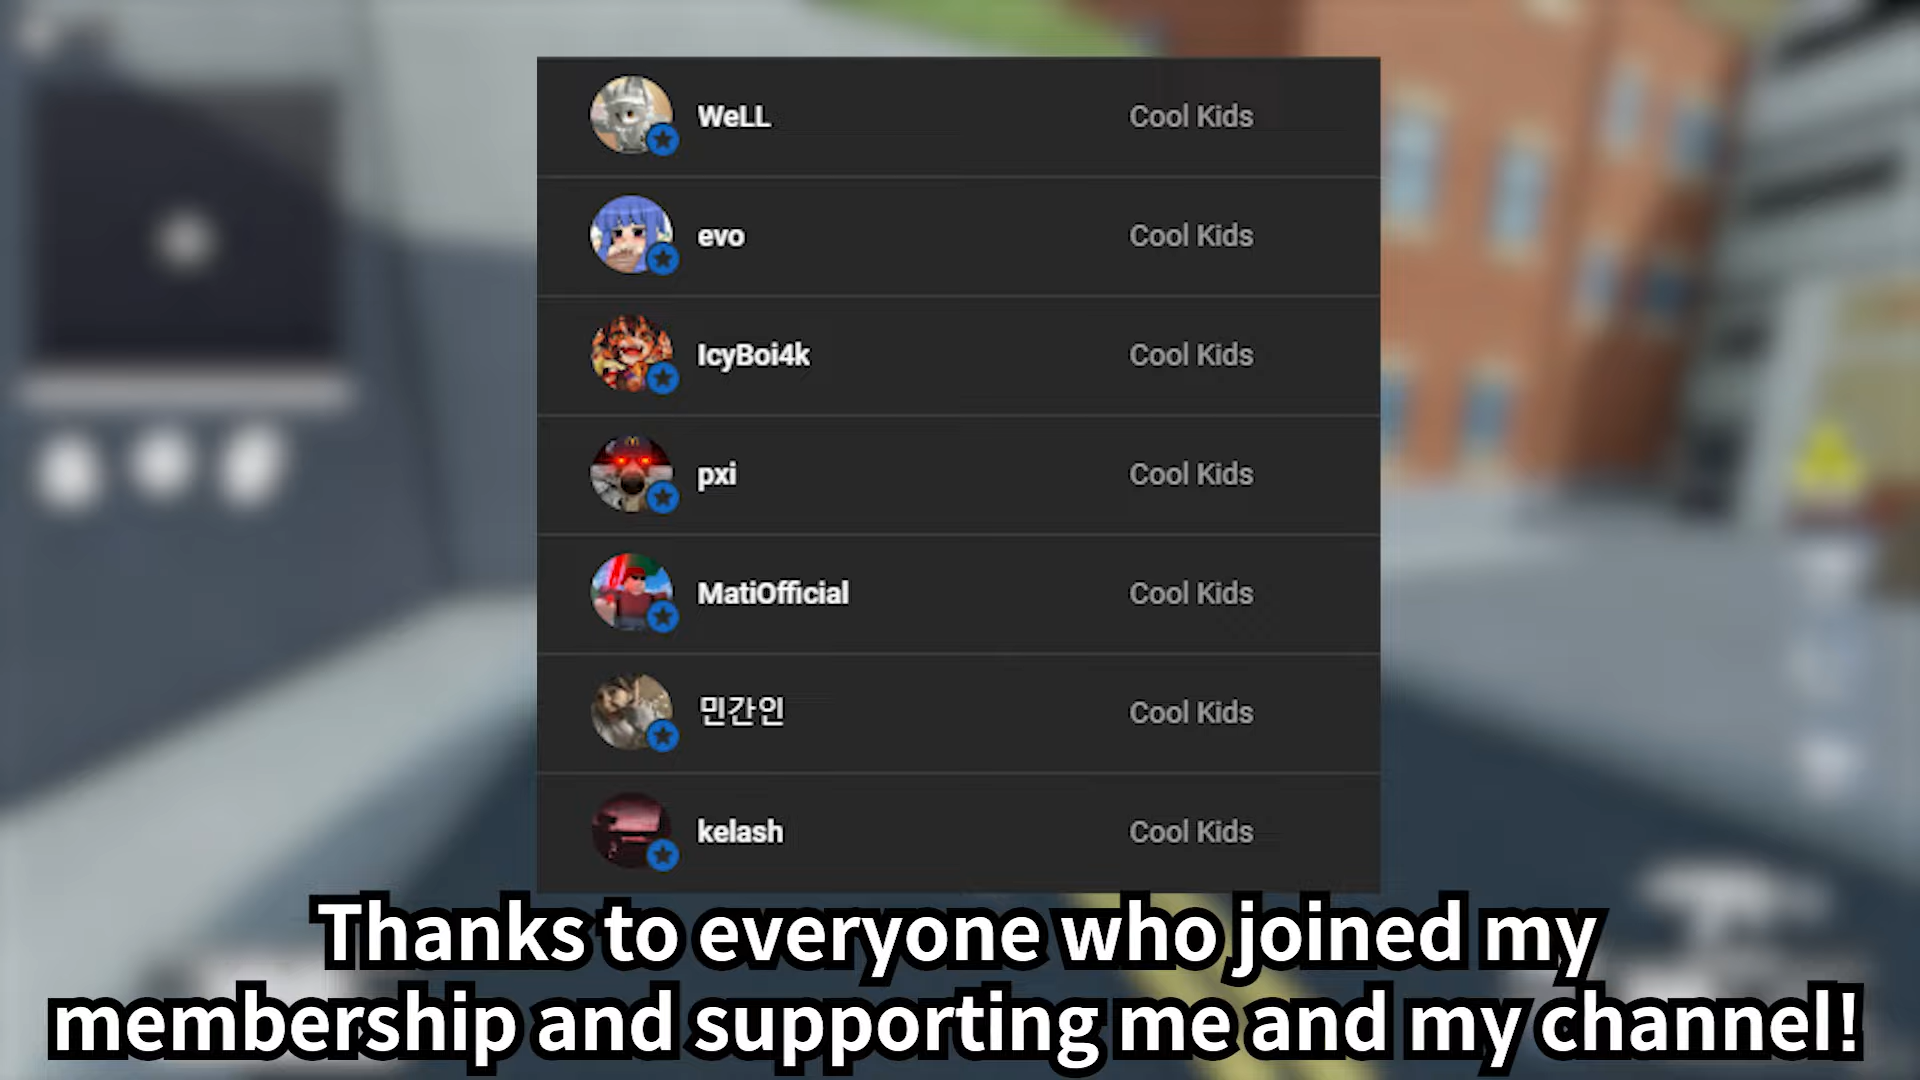 WeLL Cool Kids
evo Cool Kids
IcyBoi4k Cool Kids
pxi Cool Kids
MatiOfficial Cool Kids
민간인 Cool Kids
kelash Cool Kids
Thanks to everyone who joined my
membership and supporting me and my channel!